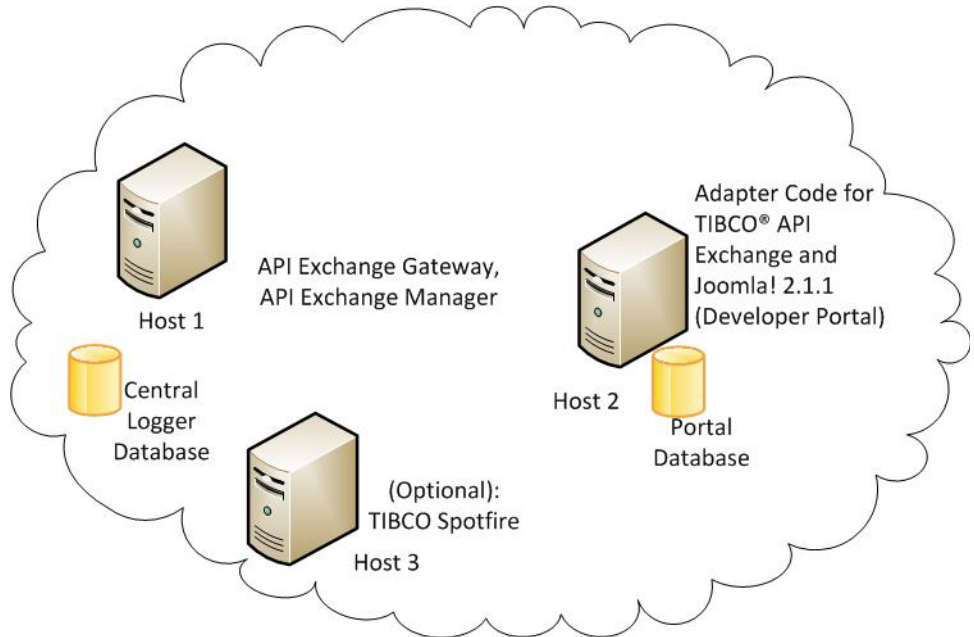 API Exchange Gateway,
API Exchange Manager
Host 1
Adapter Code for
TIBCO® API
Exchange and
Joomla! 2.1.1
(Developer Portal)
Central
Logger
Database
Host 2
Portal
Database
(Optional):
TIBCO Spotfire
Host 3